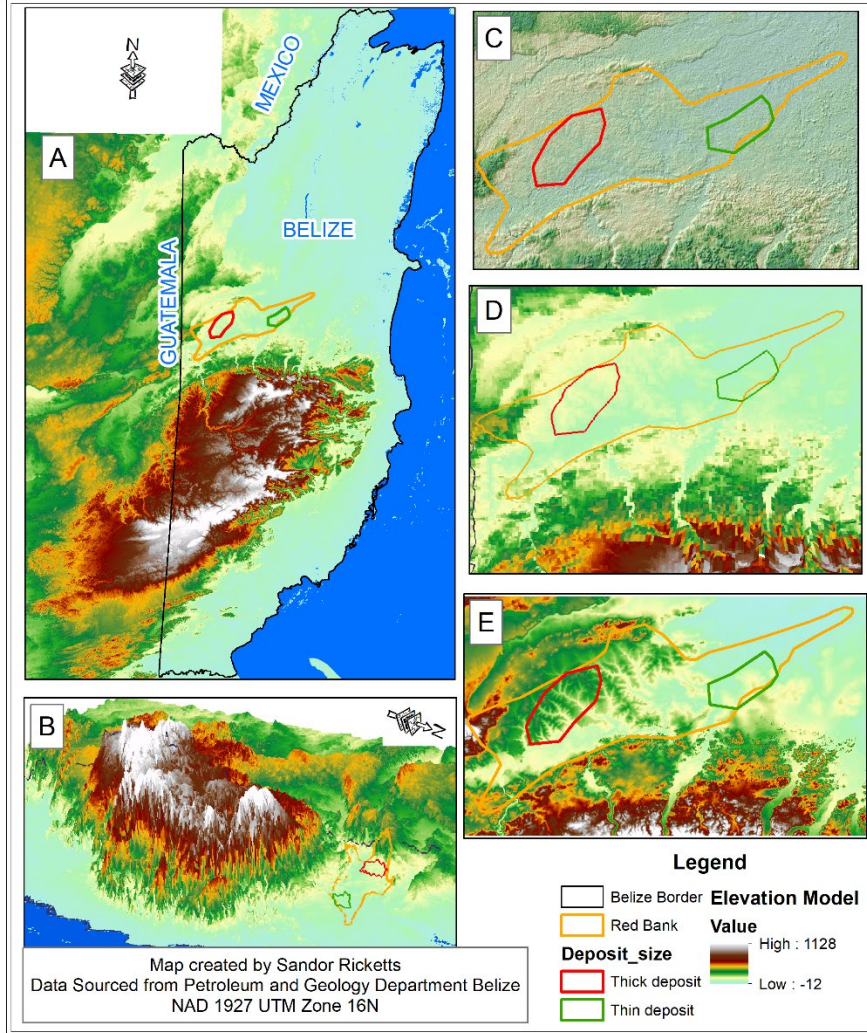 N
A
MEXICO
BELIZE
GUATEMALA
C
D
B
N
E
Legend
Belize Border
Red Bank
Deposit_size
Thick deposit
Thin deposit
Elevation Model
Value
High : 1128
Low : -12
Map created by Sandor Ricketts
Data Sourced from Petroleum and Geology Department Belize
NAD 1927 UTM Zone 16N